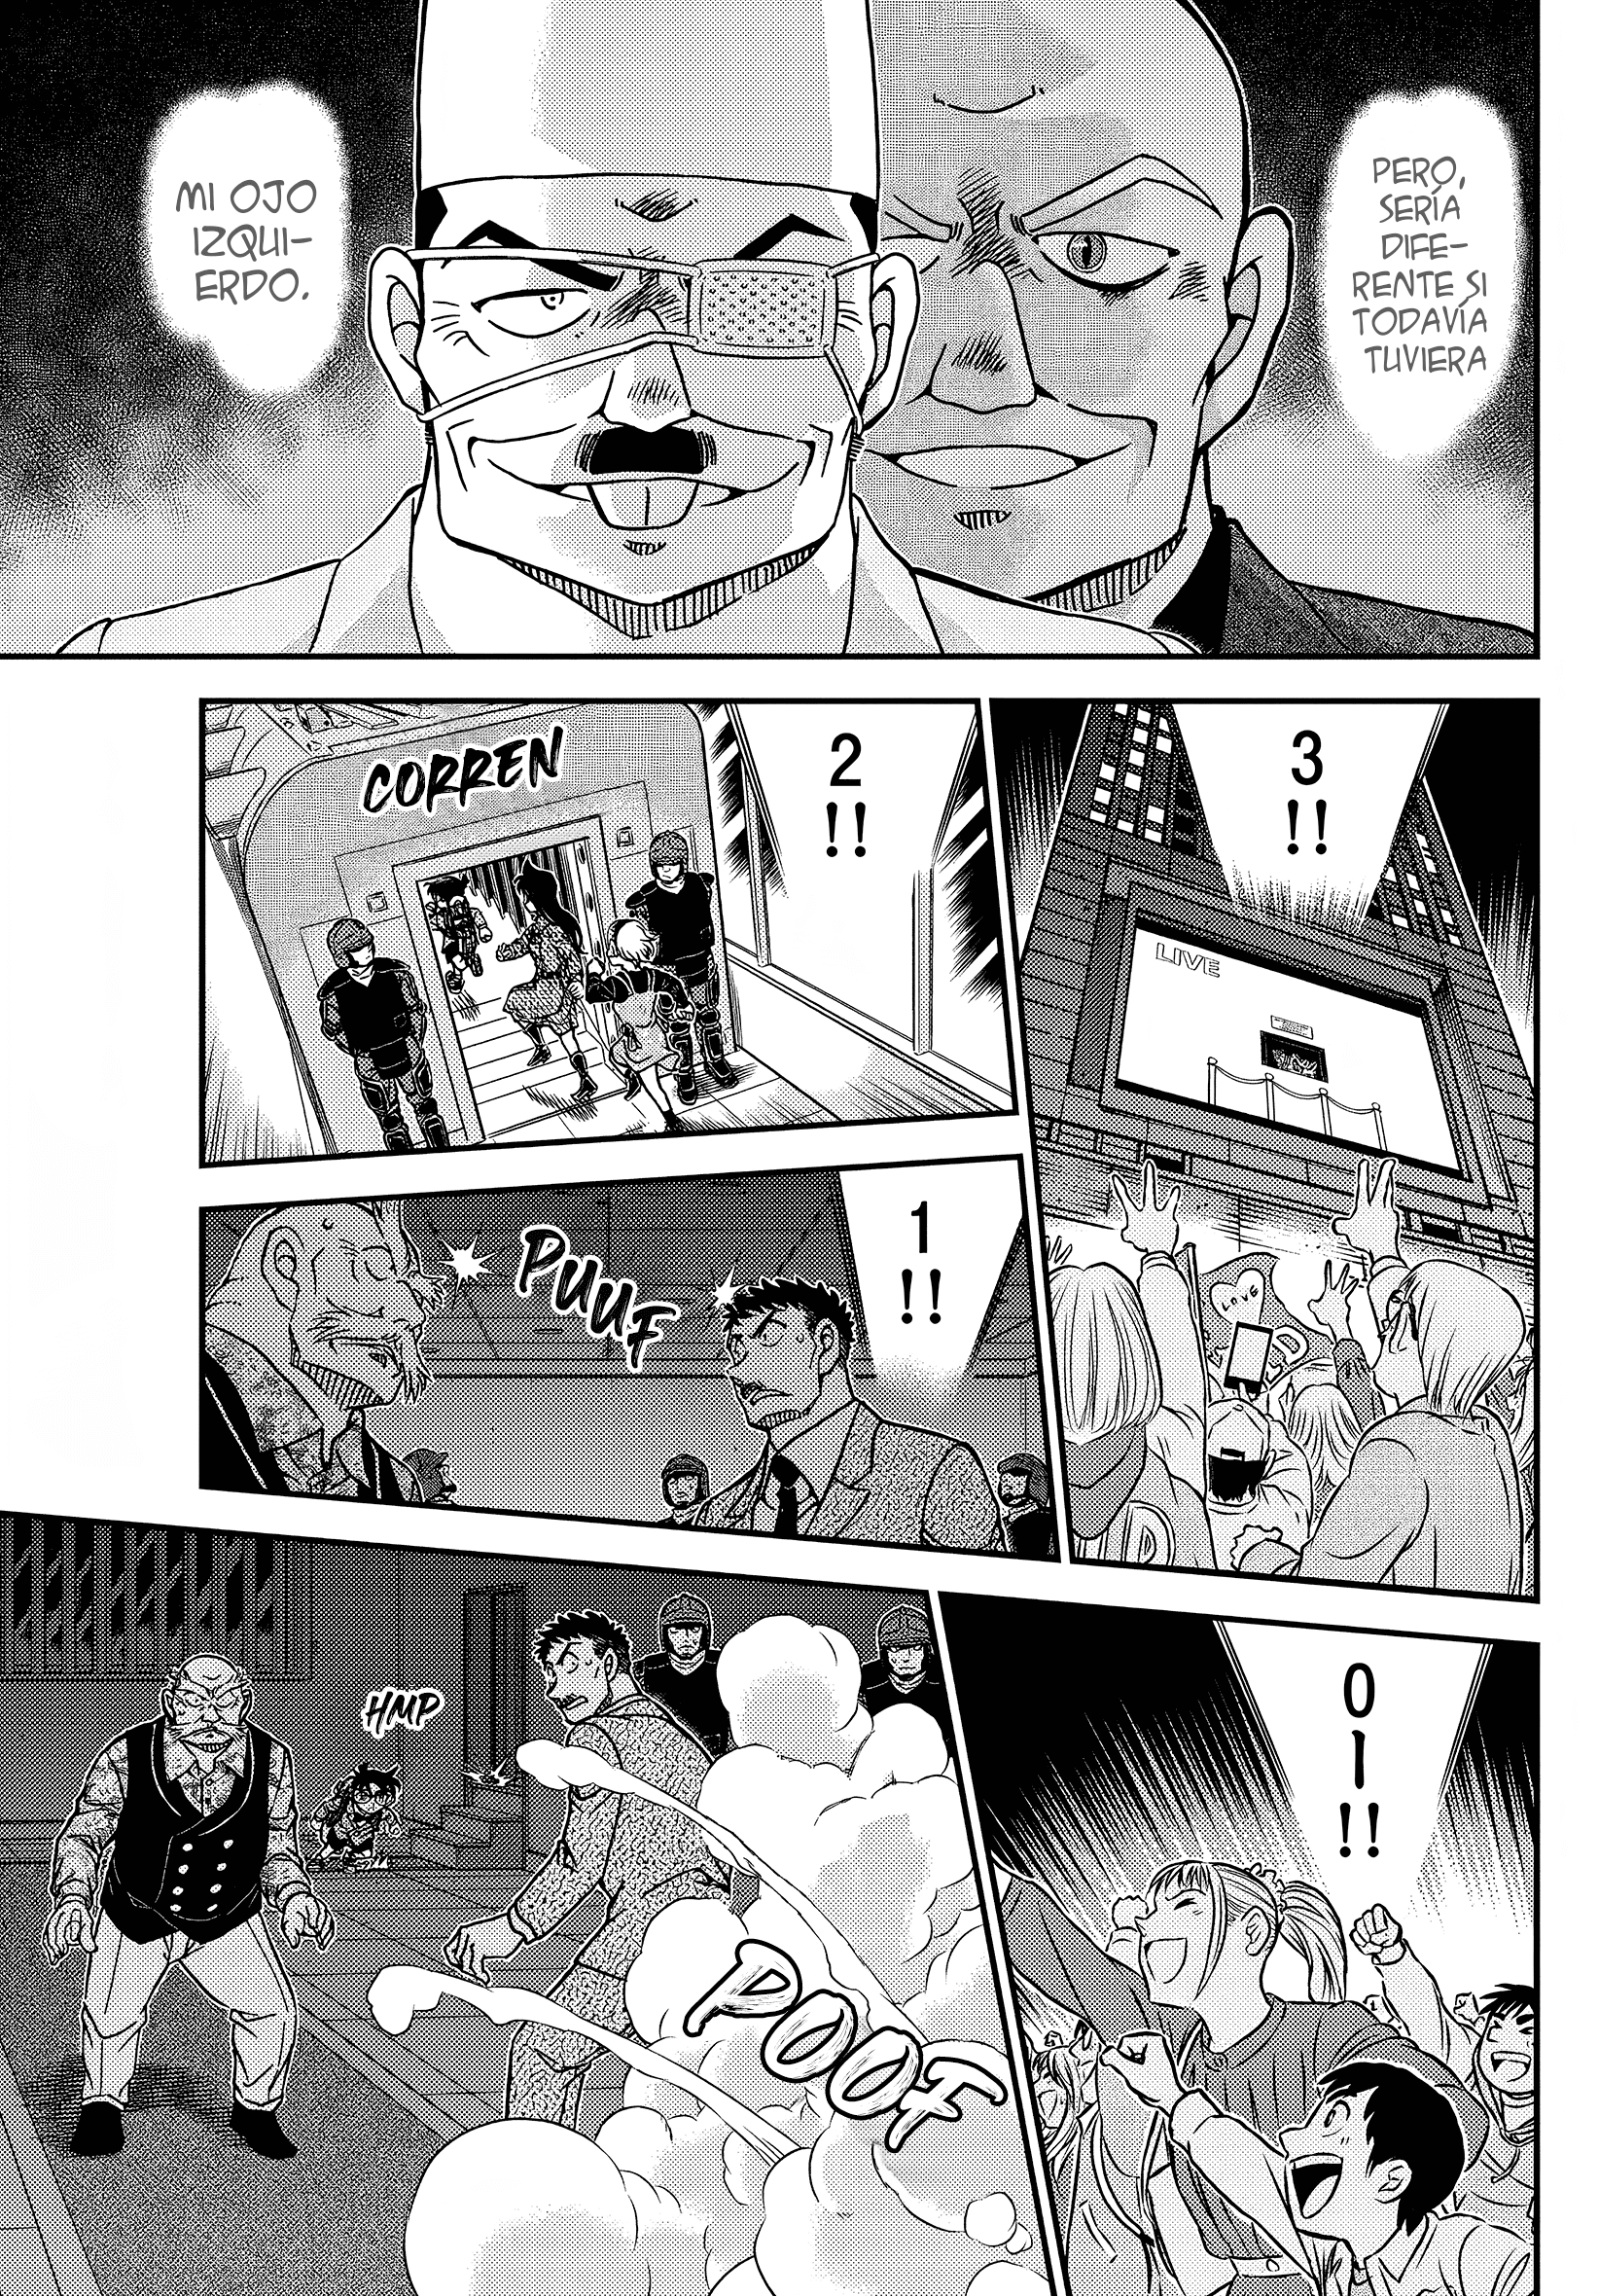 PERO,
SERÍA
DIFE-
RENTE SI
TODAVÍA
TUVIERA
MI OJO
IZQUI-
ERDO.
3
!!
LIVE
LOVE
D
D
2
!!
CORREN
1
!!
PUUF
0
!!
POOF
HMP